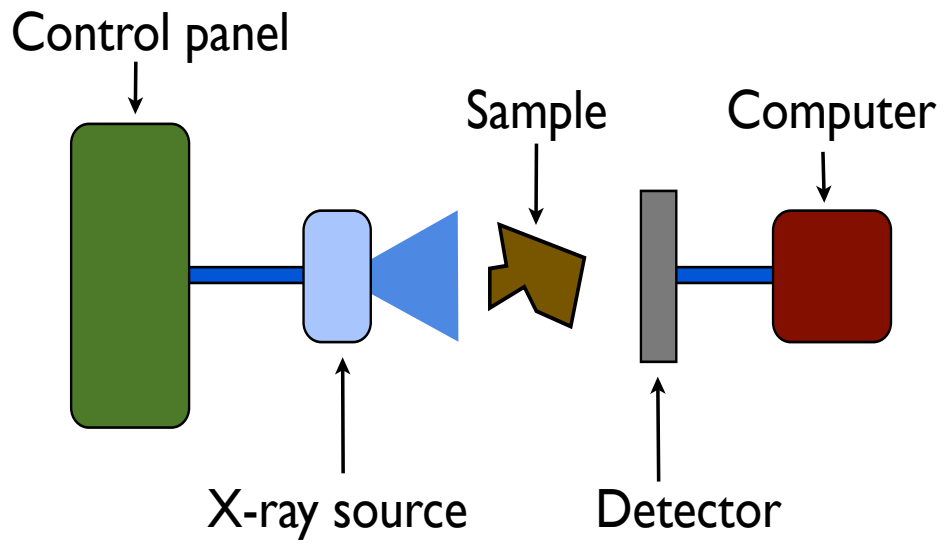 Control panel
Sample
Computer
X-ray source
Detector